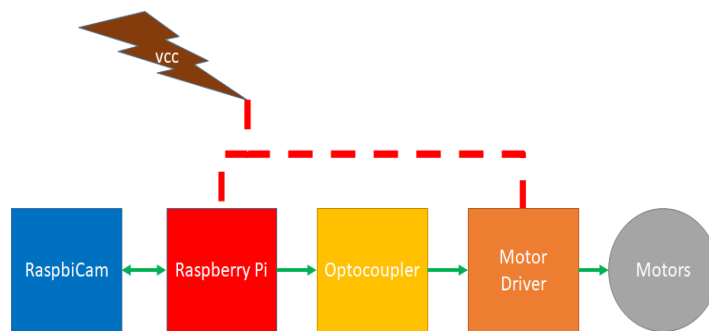 vcc
RaspbiCam
Raspberry Pi
Optocoupler
Motor
Driver
Motors